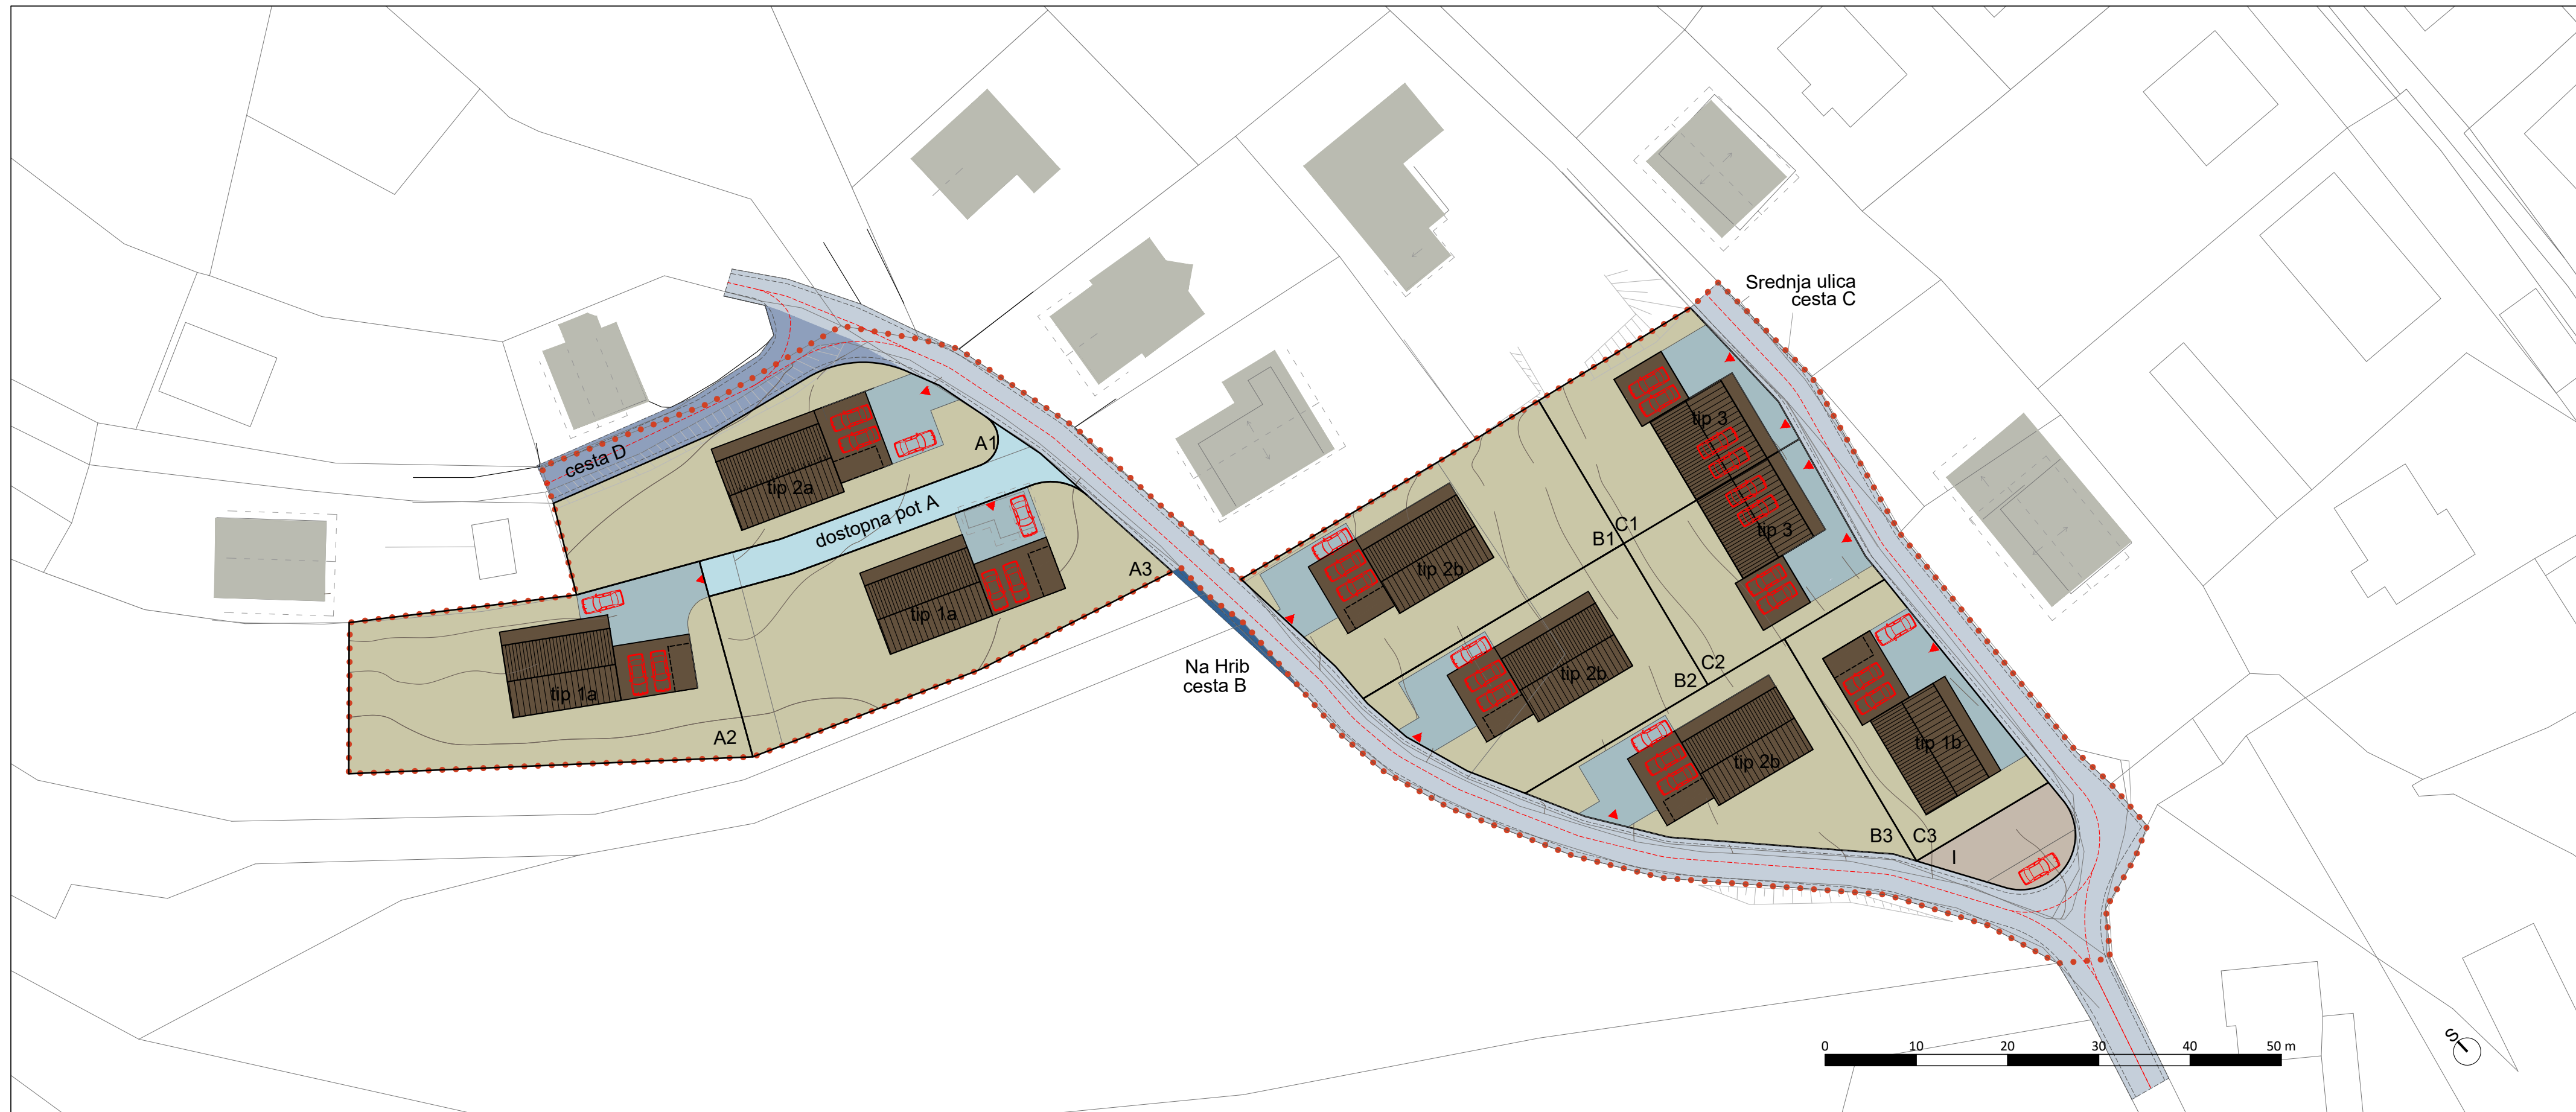 Srednja ulica
cesta C
cesta D
tip 2a
A1
dostopna pot A
tip 1a
A3
tip 1a
A2
Na Hrib
cesta B
tip 3
tip 3
C1
B1
tip 2b
C2
B2
tip 2b
tip 2b
tip 1b
B3
C3
I
0
10
20
30
40
50 m
S